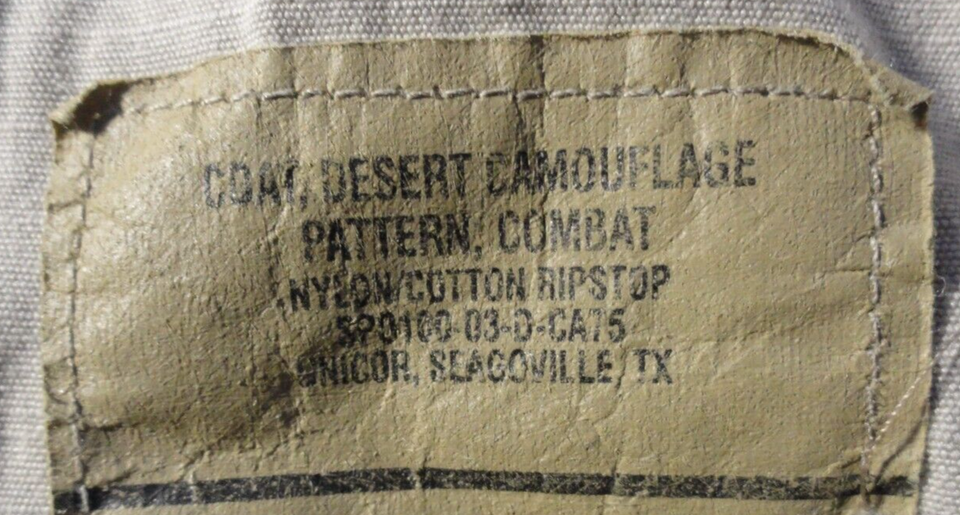 COAT, DESERT CAMOUFLAGE
PATTERN, COMBAT
NYLON/COTTON RIPSTOP
SP0100-03-D-CA75
UNICOR, SEAGOVILLE, TX